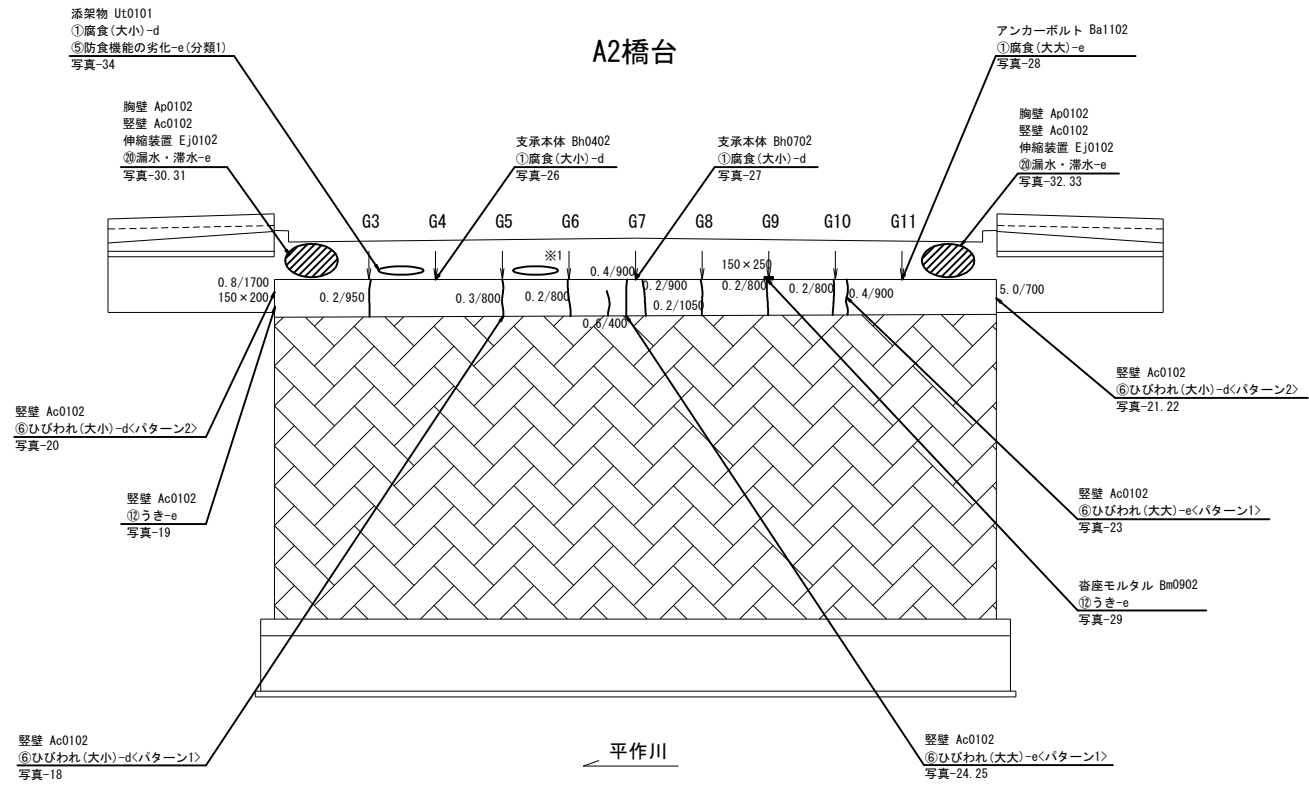 添架物 Ut0101
①腐食(大小)-d
⑤防食機能の劣化-e(分類1)
写真-34
A2橋台
アンカーボルト Ba1102
①腐食(大大)-e
写真-28
胸壁 Ap0102
竪壁 Ac0102
伸縮装置 Ej0102
⑳漏水・滞水-e
写真-30.31
支承本体 Bh0402
①腐食(大小)-d
写真-26
支承本体 Bh0702
①腐食(大小)-d
写真-27
胸壁 Ap0102
竪壁 Ac0102
伸縮装置 Ej0102
⑳漏水・滞水-e
写真-32.33
G3 G4 G5 G6 G7 G8 G9 G10 G11
※1
0.8/1700
150×200
0.2/950
0.3/800
0.2/800
0.6/400
0.4/900
0.2/900
0.2/1050
150×250
0.2/800
0.2/800
0.4/900
5.0/700
竪壁 Ac0102
⑥ひびわれ(大小)-d<パターン2>
写真-20
竪壁 Ac0102
⑥ひびわれ(大小)-d<パターン2>
写真-21.22
竪壁 Ac0102
⑫うき-e
写真-19
竪壁 Ac0102
⑥ひびわれ(大大)-e<パターン1>
写真-23
沓座モルタル Bm0902
⑫うき-e
写真-29
竪壁 Ac0102
⑥ひびわれ(大小)-d<パターン1>
写真-18
平作川
竪壁 Ac0102
⑥ひびわれ(大大)-e<パターン1>
写真-24.25